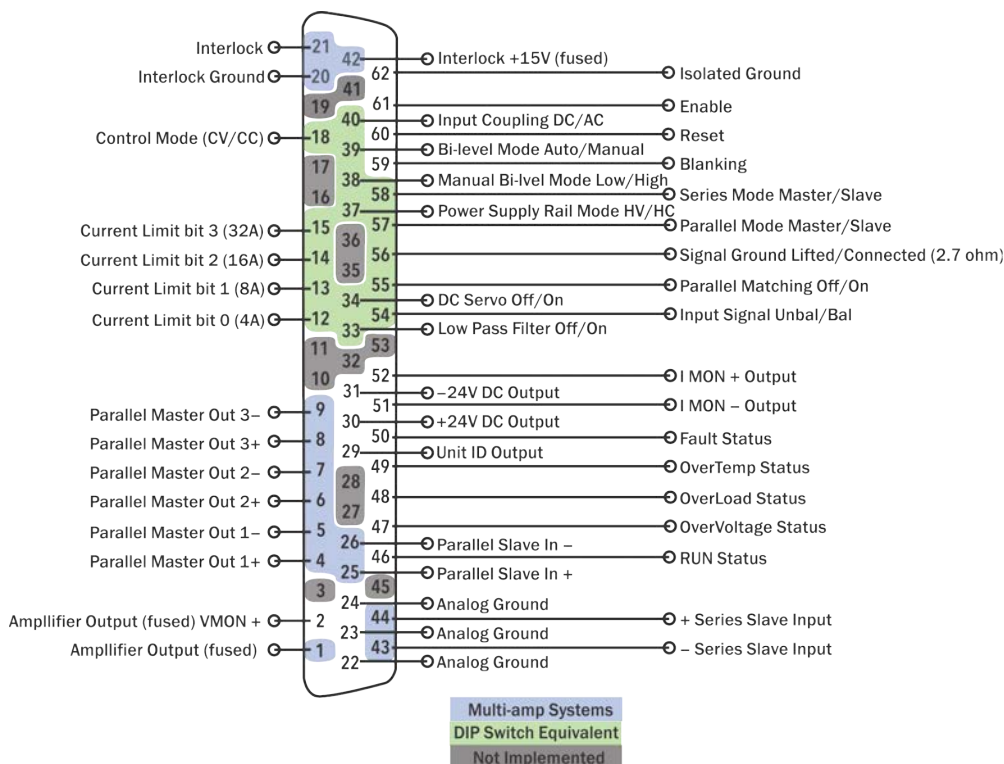 Interlock 21
42 Interlock +15V (fused)
Interlock Ground 20
62 Isolated Ground
41
19
61 Enable
40 Input Coupling DC/AC
Control Mode (CV/CC) 18
60 Reset
39 Bi-level Mode Auto/Manual
17
59 Blanking
38 Manual Bi-lvel Mode Low/High
16
58 Series Mode Master/Slave
37 Power Supply Rail Mode HV/HC
Current Limit bit 3 (32A) 15
57 Parallel Mode Master/Slave
36
Current Limit bit 2 (16A) 14
56 Signal Ground Lifted/Connected (2.7 ohm)
35
Current Limit bit 1 (8A) 13
55 Parallel Matching Off/On
34 DC Servo Off/On
Current Limit bit 0 (4A) 12
54 Input Signal Unbal/Bal
33 Low Pass Filter Off/On
11
53
32
10
52 I MON + Output
31 −24V DC Output
51 I MON − Output
Parallel Master Out 3− 9
30 +24V DC Output
50 Fault Status
Parallel Master Out 3+ 8
29 Unit ID Output
49 OverTemp Status
Parallel Master Out 2− 7
28
48 OverLoad Status
Parallel Master Out 2+ 6
27
47 OverVoltage Status
Parallel Master Out 1− 5
26 Parallel Slave In −
46 RUN Status
Parallel Master Out 1+ 4
25 Parallel Slave In +
3
45
24 Analog Ground
Ampllifier Output (fused) VMON + 2
44 + Series Slave Input
23 Analog Ground
Ampllifier Output (fused) 1
43 − Series Slave Input
22 Analog Ground
Multi-amp Systems
DIP Switch Equivalent
Not Implemented